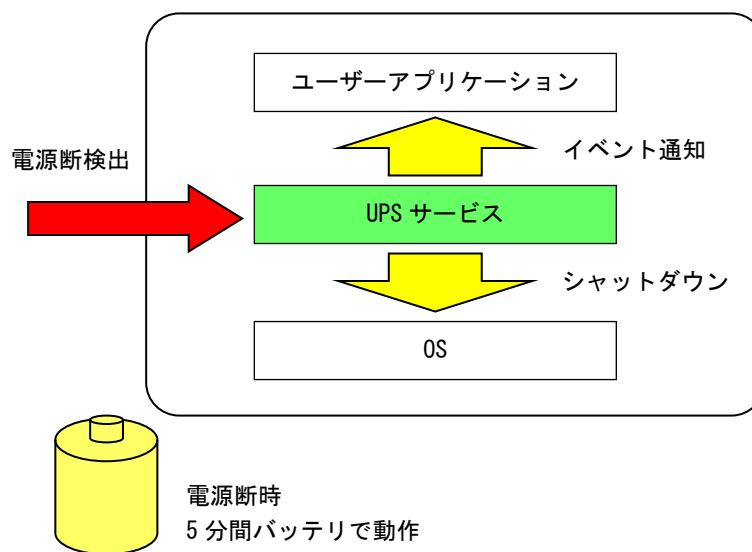 ユーザーアプリケーション
電源断検出
イベント通知
UPS サービス
シャットダウン
OS
電源断時
5 分間バッテリで動作